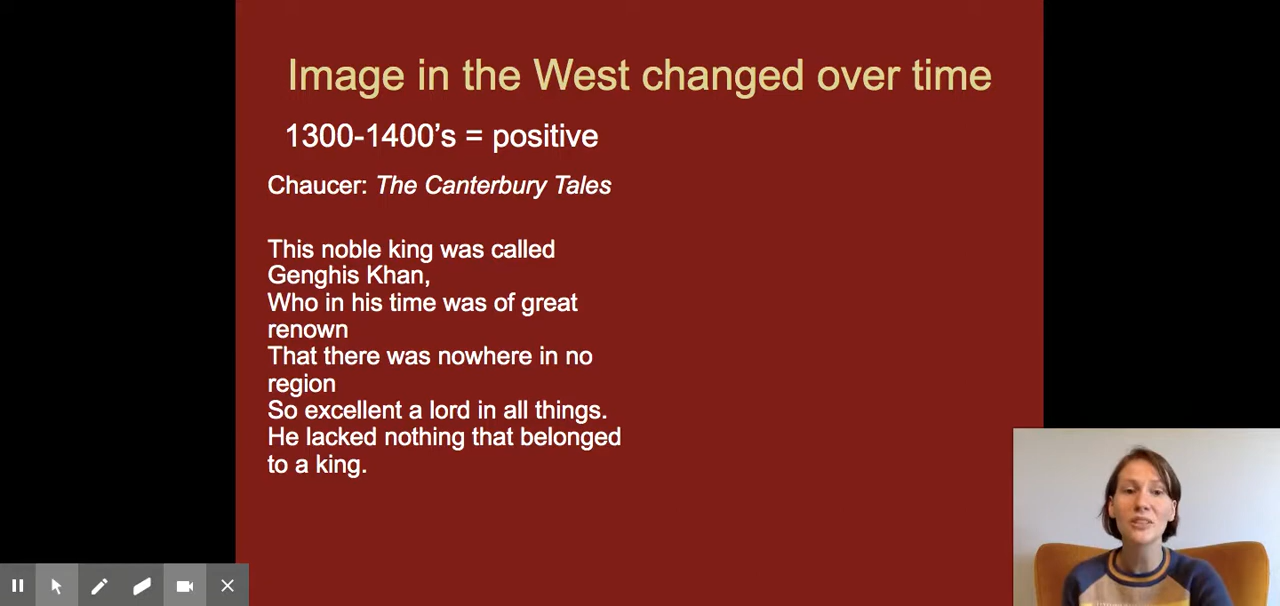 Image in the West changed over time
1300-1400’s = positive
Chaucer: The Canterbury Tales
This noble king was called
Genghis Khan,
Who in his time was of great
renown
That there was nowhere in no
region
So excellent a lord in all things.
He lacked nothing that belonged
to a king.